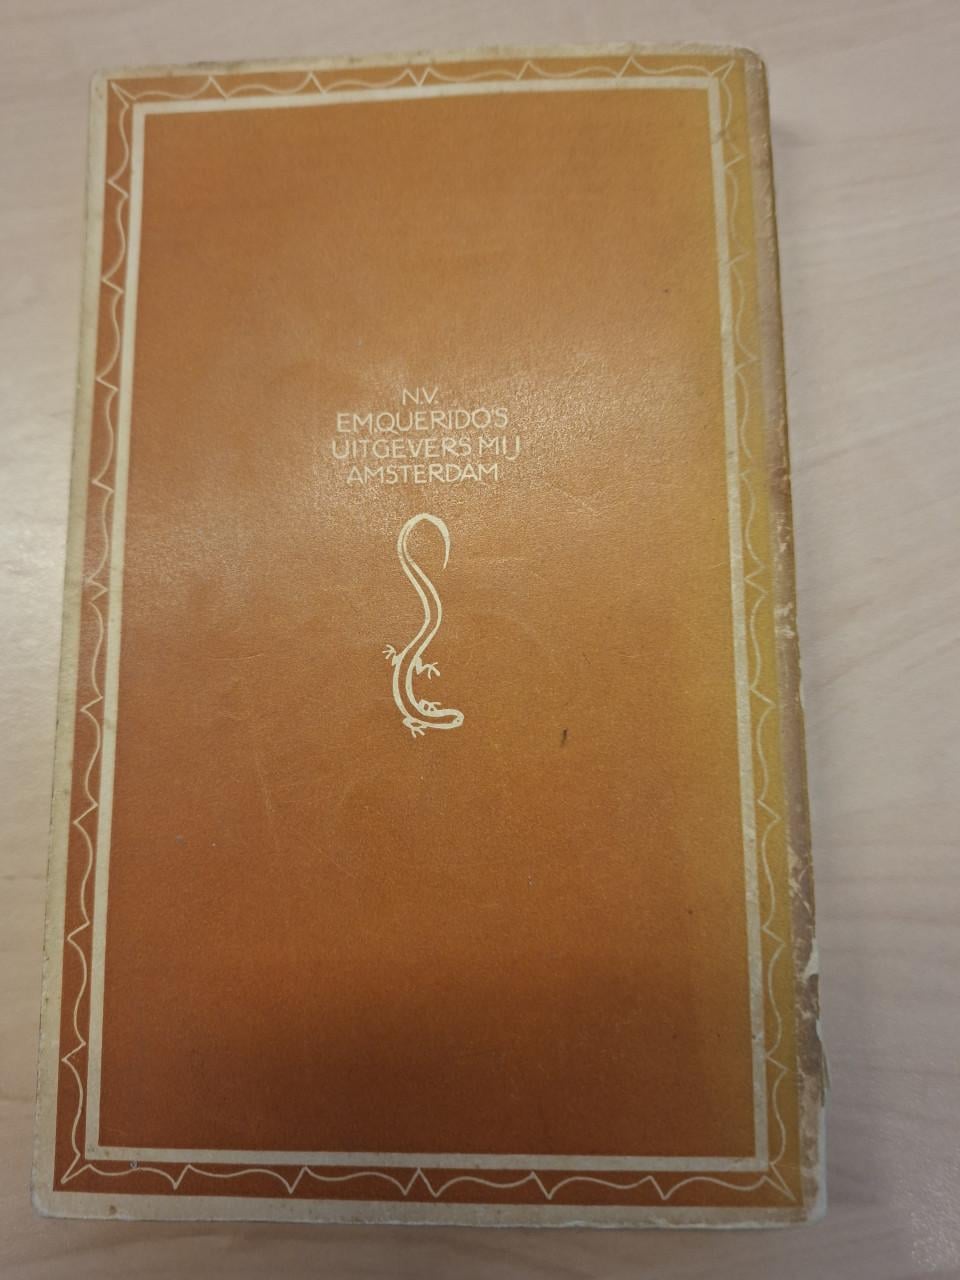 N.V.
EM.QUERIDO'S
UITGEVERS MIJ
AMSTERDAM